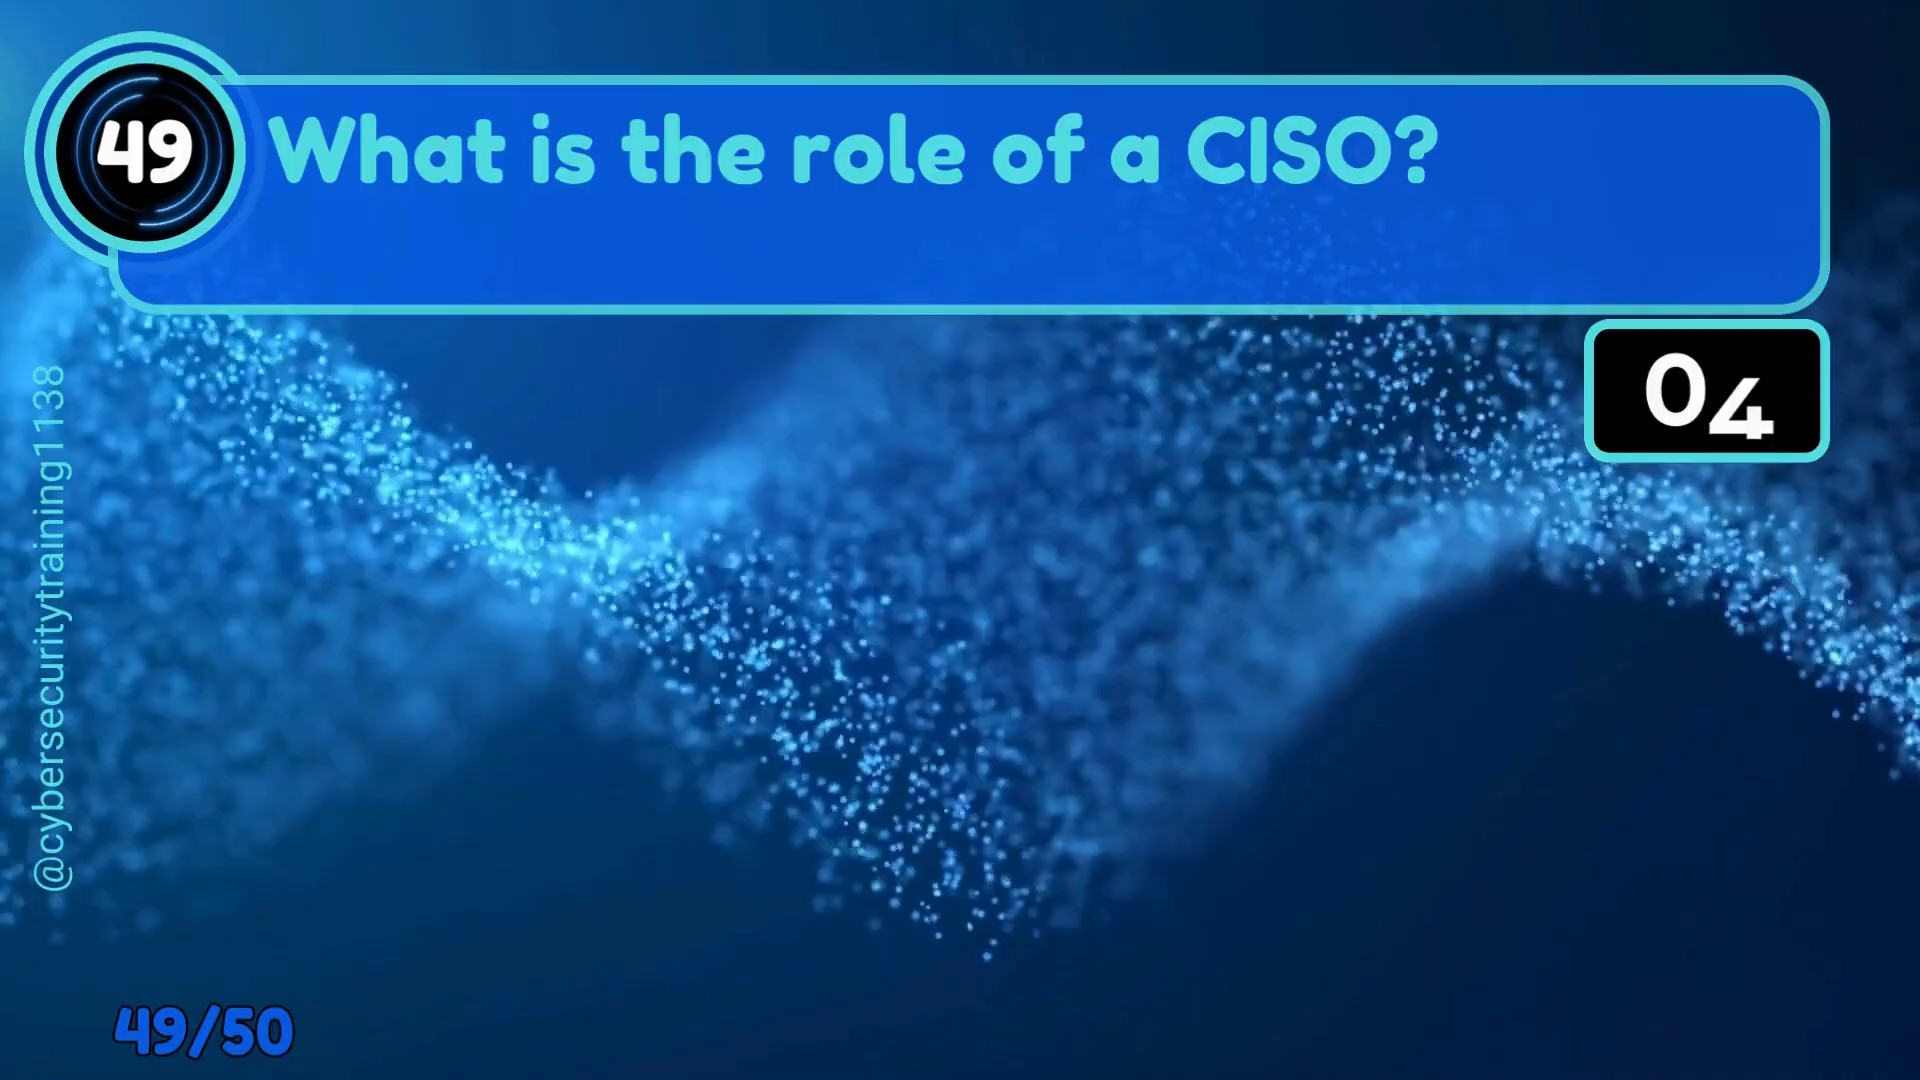 49
What is the role of a CISO?
04
@cybersecuritytraining1138
49/50